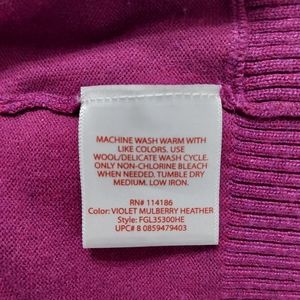 MACHINE WASH WARM WITH
LIKE COLORS. USE
WOOL/DELICATE WASH CYCLE.
ONLY NON-CHLORINE BLEACH
WHEN NEEDED. TUMBLE DRY
MEDIUM. LOW IRON.
RN# 114186
Color: VIOLET MULBERRY HEATHER
Style: FGL35300HE
UPC# 8 0859479403